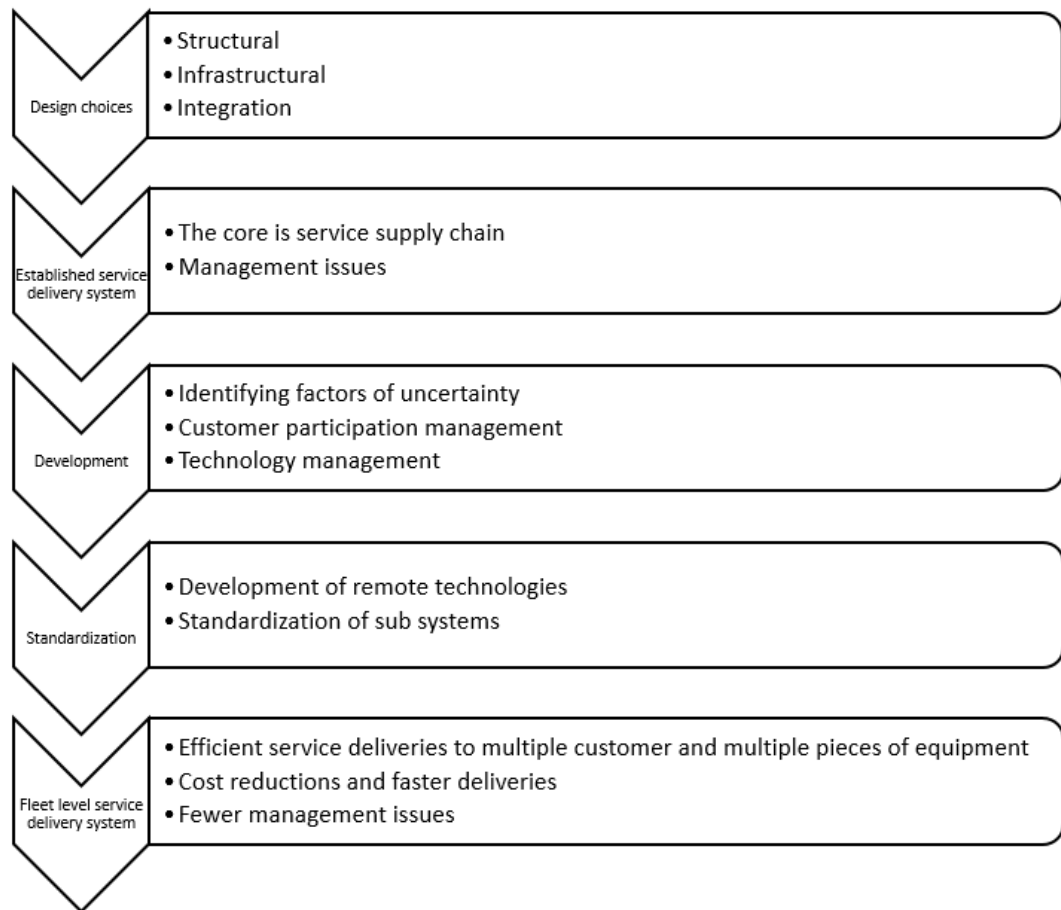 Design choices
• Structural
• Infrastructural
• Integration
Established service
delivery system
• The core is service supply chain
• Management issues
Development
• Identifying factors of uncertainty
• Customer participation management
• Technology management
Standardization
• Development of remote technologies
• Standardization of sub systems
Fleet level service
delivery system
• Efficient service deliveries to multiple customer and multiple pieces of equipment
• Cost reductions and faster deliveries
• Fewer management issues